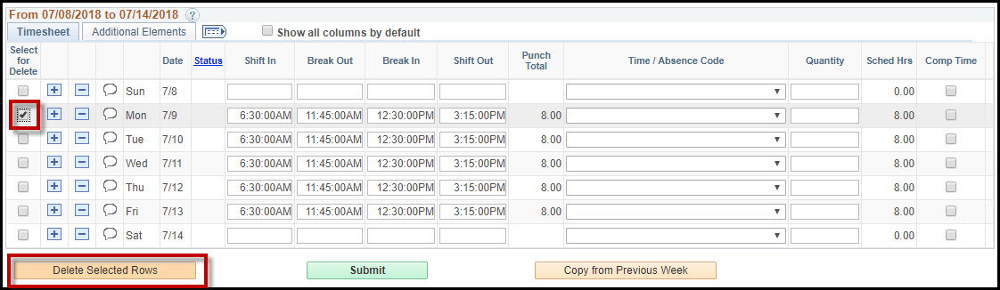 From 07/08/2018 to 07/14/2018 ?
Timesheet Additional Elements Show all columns by default
Select for Delete Date Status Shift In Break Out Break In Shift Out Punch Total Time / Absence Code Quantity Sched Hrs Comp Time
Sun 7/8 0.00
Mon 7/9 6:30:00AM 11:45:00AM 12:30:00PM 3:15:00PM 8.00 8.00
Tue 7/10 6:30:00AM 11:45:00AM 12:30:00PM 3:15:00PM 8.00 8.00
Wed 7/11 6:30:00AM 11:45:00AM 12:30:00PM 3:15:00PM 8.00 8.00
Thu 7/12 6:30:00AM 11:45:00AM 12:30:00PM 3:15:00PM 8.00 8.00
Fri 7/13 6:30:00AM 11:45:00AM 12:30:00PM 3:15:00PM 8.00 8.00
Sat 7/14 0.00
Delete Selected Rows Submit Copy from Previous Week